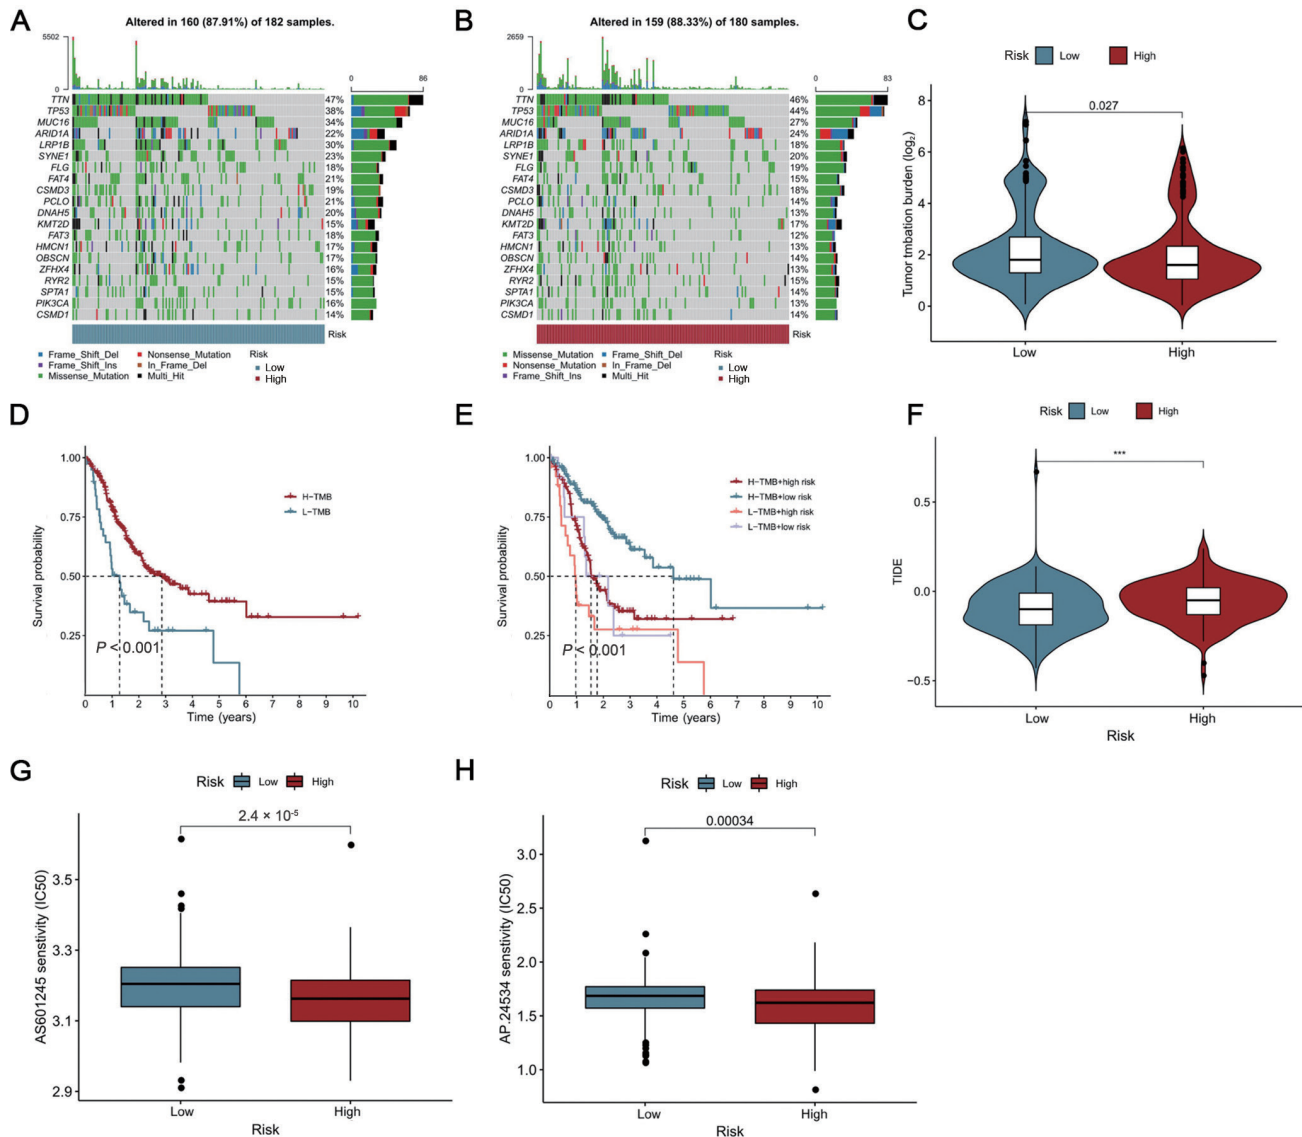 A
Altered in 160 (87.91%) of 182 samples.
5502
0
0 86
TTN 47%
TP53 38%
MUC16 34%
ARID1A 22%
LRP1B 30%
SYNE1 23%
FLG 18%
FAT4 21%
CSMD3 19%
PCLO 21%
DNAH5 20%
KMT2D 15%
FAT3 18%
HMCN1 17%
OBSCN 17%
ZFHX4 16%
RYR2 15%
SPTA1 15%
PIK3CA 16%
CSMD1 14%
Risk
Frame_Shift_Del Nonsense_Mutation Risk
Frame_Shift_Ins In_Frame_Del Low
Missense_Mutation Multi_Hit High
B
Altered in 159 (88.33%) of 180 samples.
2659
0
0 83
TTN 46%
TP53 44%
MUC16 27%
ARID1A 24%
LRP1B 18%
SYNE1 20%
FLG 19%
FAT4 15%
CSMD3 18%
PCLO 14%
DNAH5 13%
KMT2D 17%
FAT3 12%
HMCN1 13%
OBSCN 14%
ZFHX4 13%
RYR2 15%
SPTA1 15%
PIK3CA 13%
CSMD1 14%
Risk
Missense_Mutation Frame_Shift_Del Risk
Nonsense_Mutation In_Frame_Del Low
Frame_Shift_Ins Multi_Hit High
C
Risk Low High
0.027
Tumor tmbation burden (log2)
8
6
4
2
0
Low High
Risk
D
Survival probability
1.00
0.75
0.50
0.25
H-TMB
L-TMB
P < 0.001
0 1 2 3 4 5 6 7 8 9 10
Time (years)
E
Survival probability
1.00
0.75
0.50
0.25
H-TMB+high risk
H-TMB+low risk
L-TMB+high risk
L-TMB+low risk
P < 0.001
0 1 2 3 4 5 6 7 8 9 10
Time (years)
F
Risk Low High
***
TIDE
0.5
0.0
-0.5
Low High
Risk
G
Risk Low High
2.4 × 10-5
AS601245 senstivity (IC50)
3.5
3.3
3.1
2.9
Low High
Risk
H
Risk Low High
0.00034
AP.24534 senstivity (IC50)
3.0
2.5
2.0
1.5
1.0
Low High
Risk